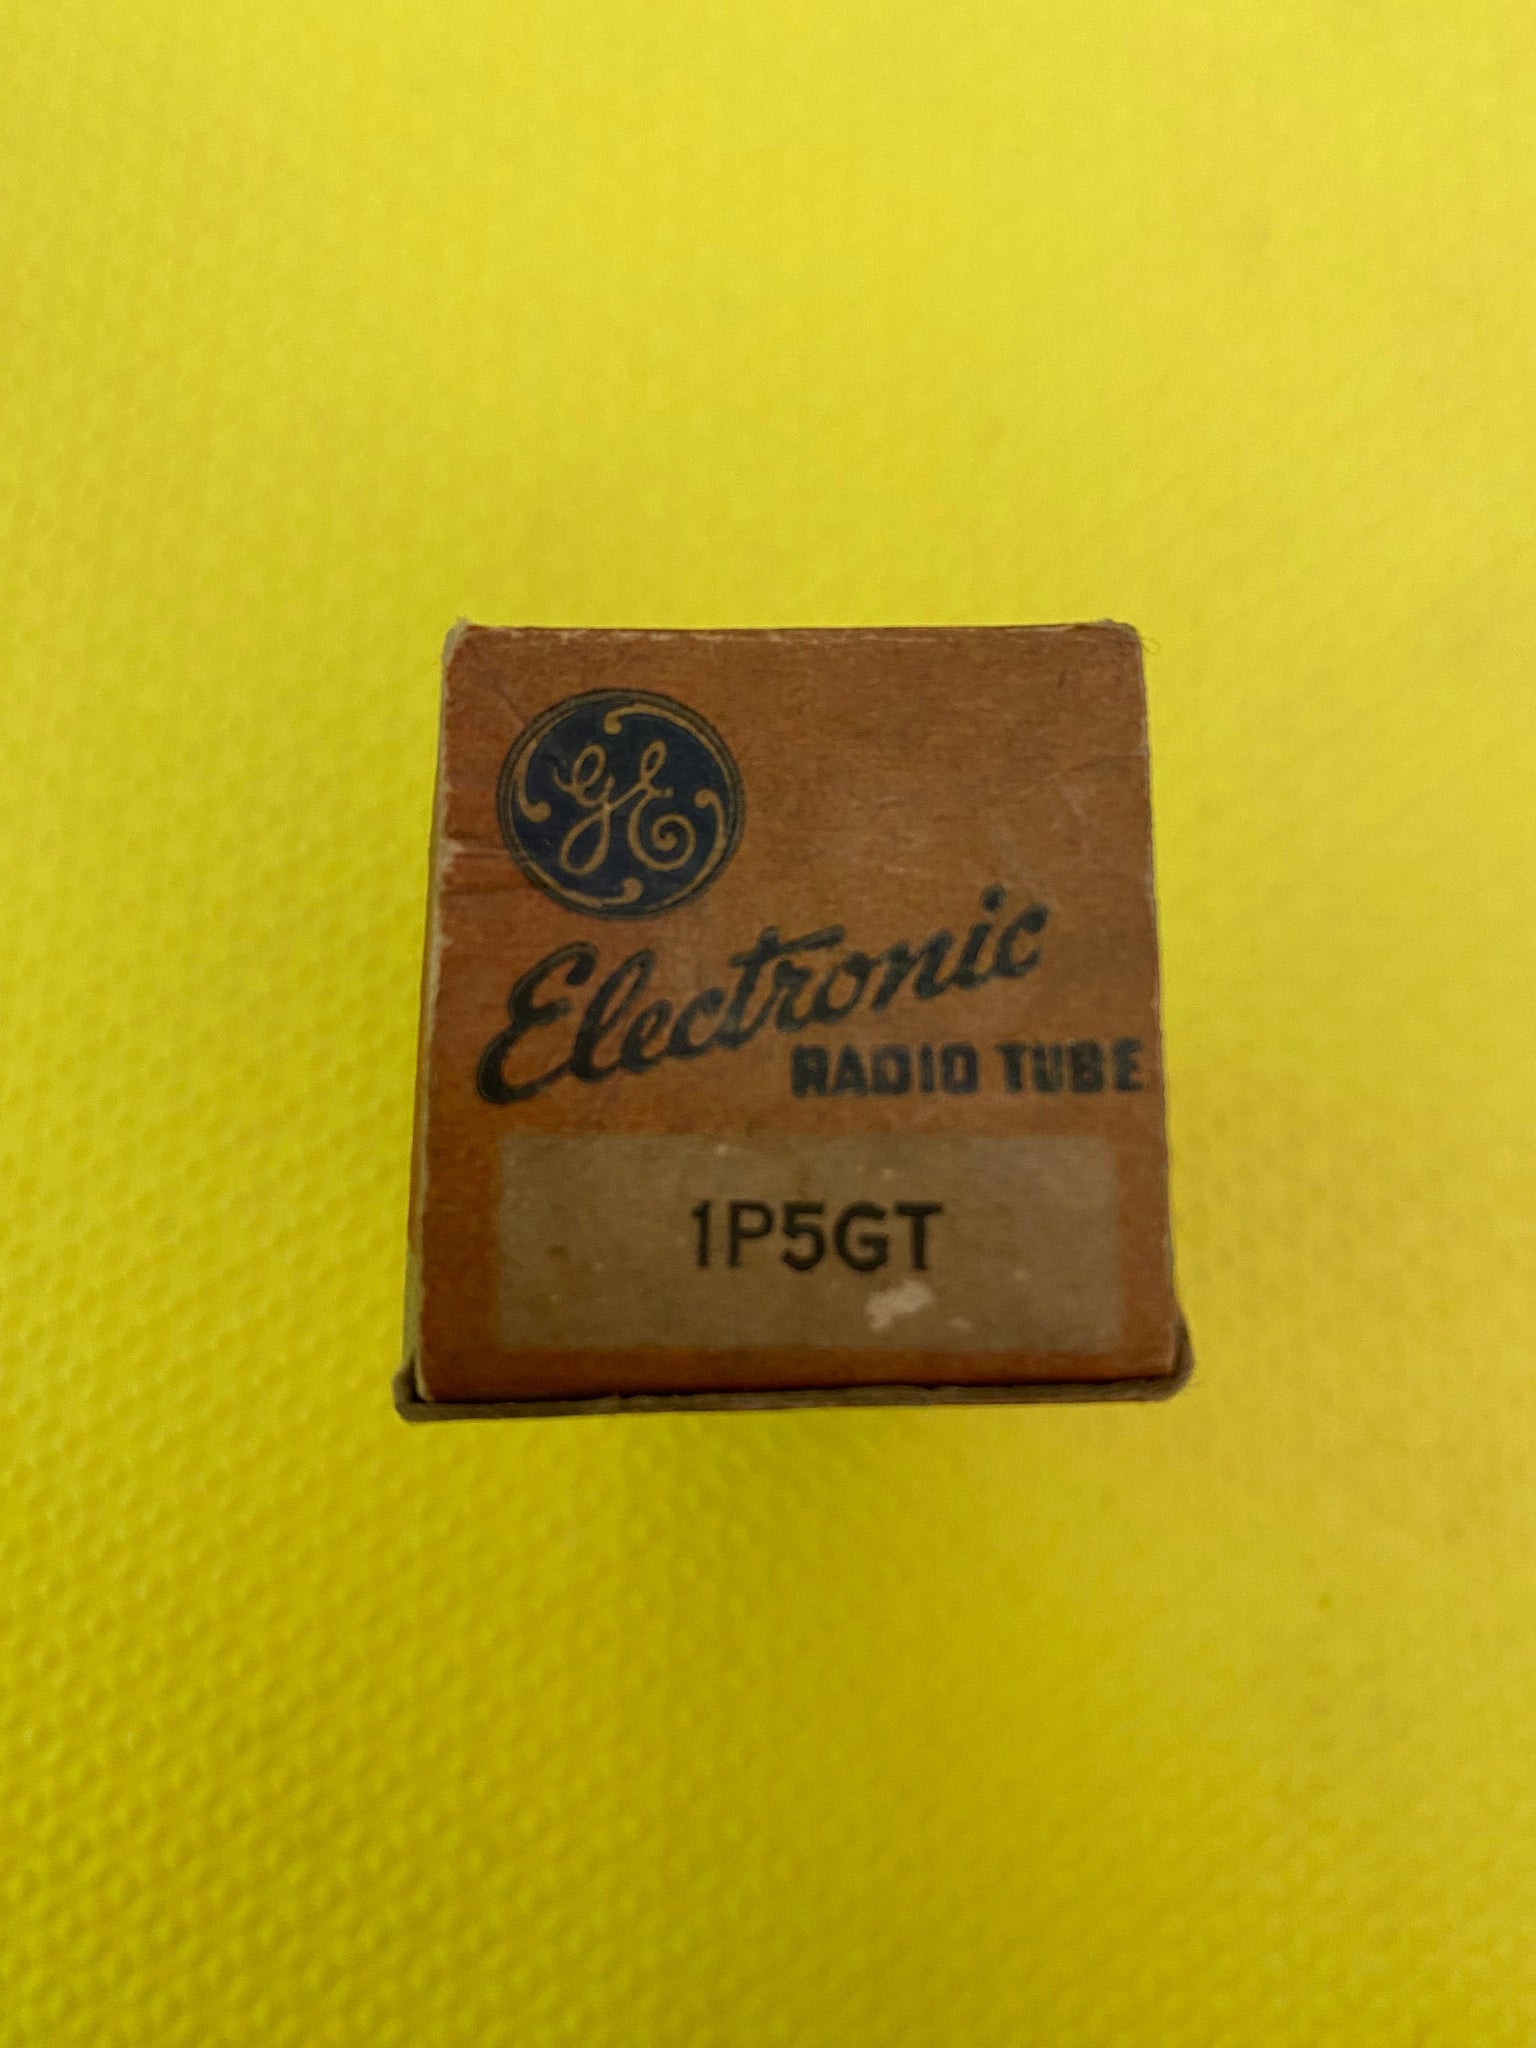 GE
Electronic
RADIO TUBE
1P5GT